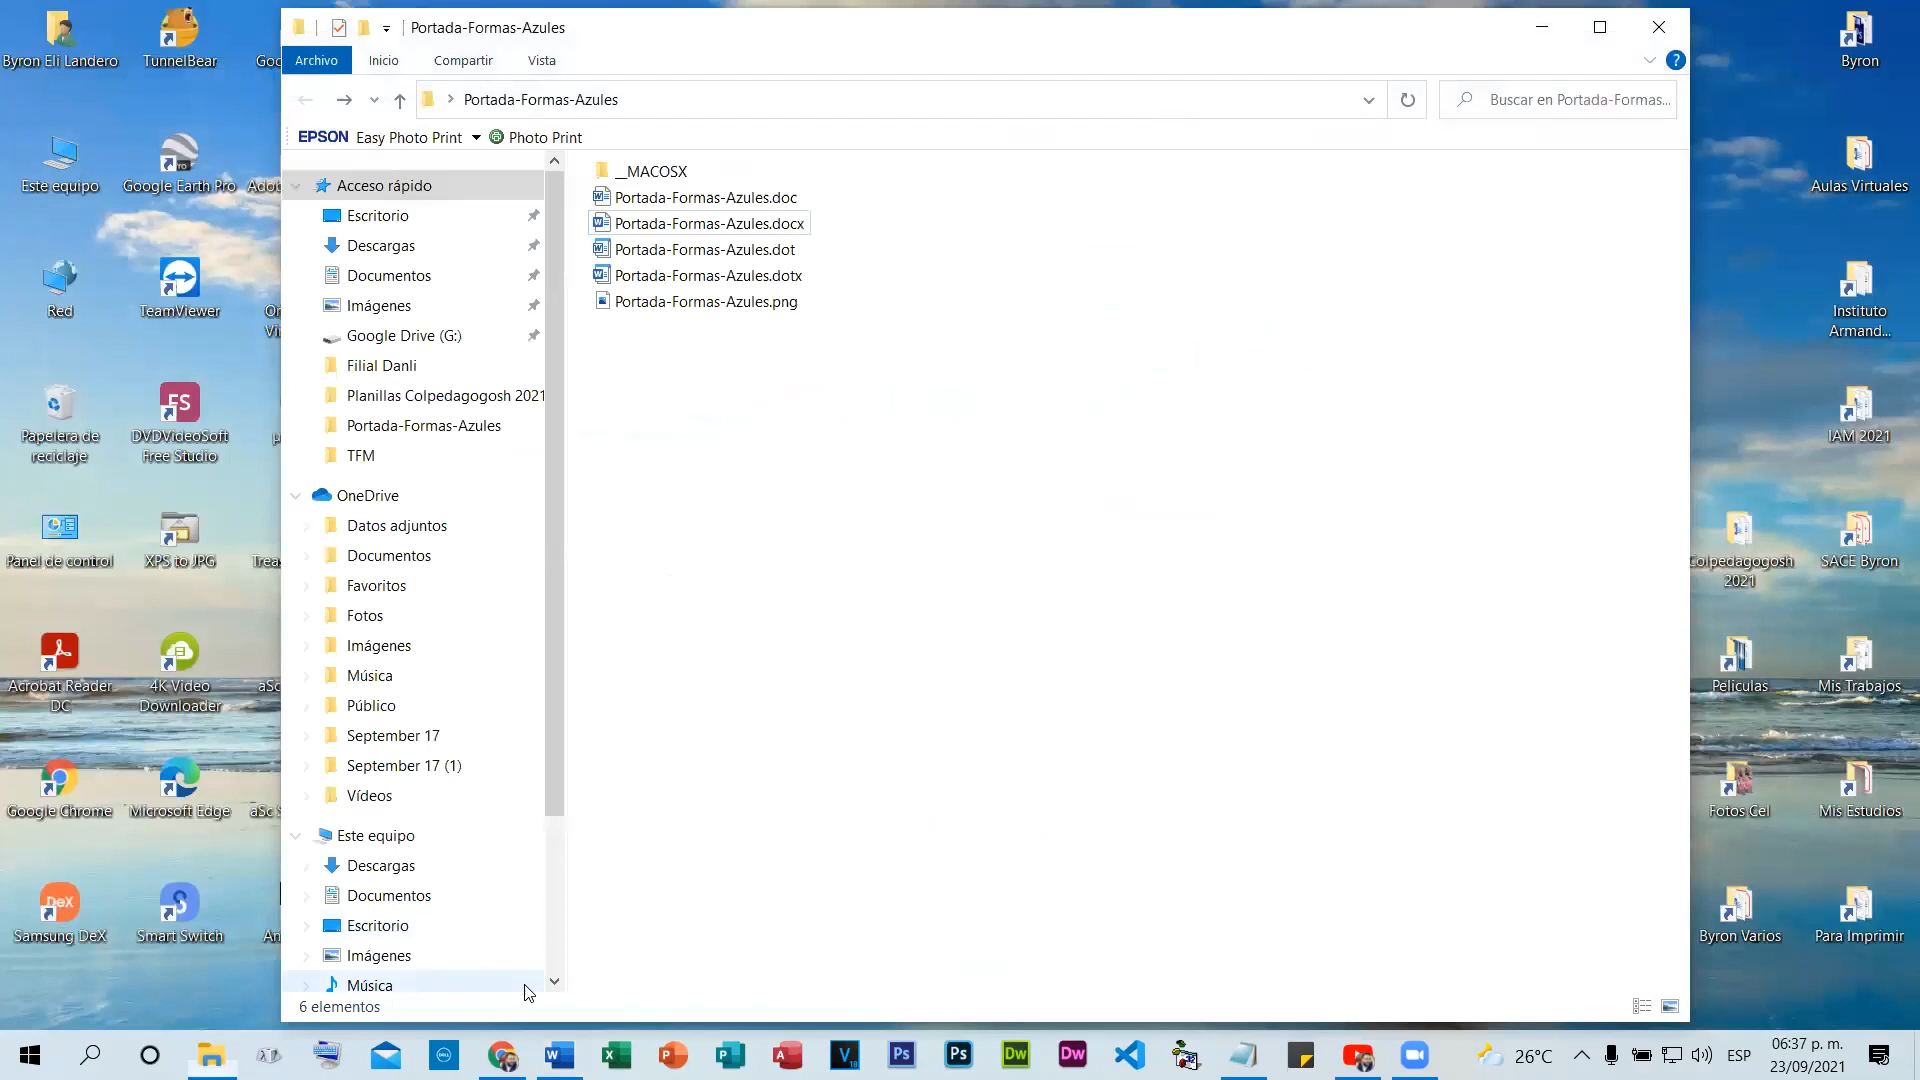 Portada-Formas-Azules
Archivo
Inicio
Compartir
Vista
Portada-Formas-Azules
Buscar en Portada-Formas...
EPSON Easy Photo Print
Photo Print
Acceso rápido
Escritorio
Descargas
Documentos
Imágenes
Google Drive (G:)
Filial Danli
Planillas Colpedagogosh 2021
Portada-Formas-Azules
TFM
OneDrive
Datos adjuntos
Documentos
Favoritos
Fotos
Imágenes
Música
Público
September 17
September 17 (1)
Vídeos
Este equipo
Descargas
Documentos
Escritorio
Imágenes
Música
__MACOSX
Portada-Formas-Azules.doc
Portada-Formas-Azules.docx
Portada-Formas-Azules.dot
Portada-Formas-Azules.dotx
Portada-Formas-Azules.png
6 elementos
Byron Eli Landero
TunnelBear
Este equipo
Google Earth Pro
Red
TeamViewer
Papelera de
reciclaje
DVDVideoSoft
Free Studio
Panel de control
XPS to JPG
Acrobat Reader
DC
4K Video
Downloader
Google Chrome
Microsoft Edge
Samsung DeX
Smart Switch
Byron
Aulas Virtuales
Instituto
Armand...
IAM 2021
Colpedagogosh
2021
SACE Byron
Peliculas
Mis Trabajos
Fotos Cel
Mis Estudios
Byron Varios
Para Imprimir
26°C
ESP
06:37 p. m.
23/09/2021